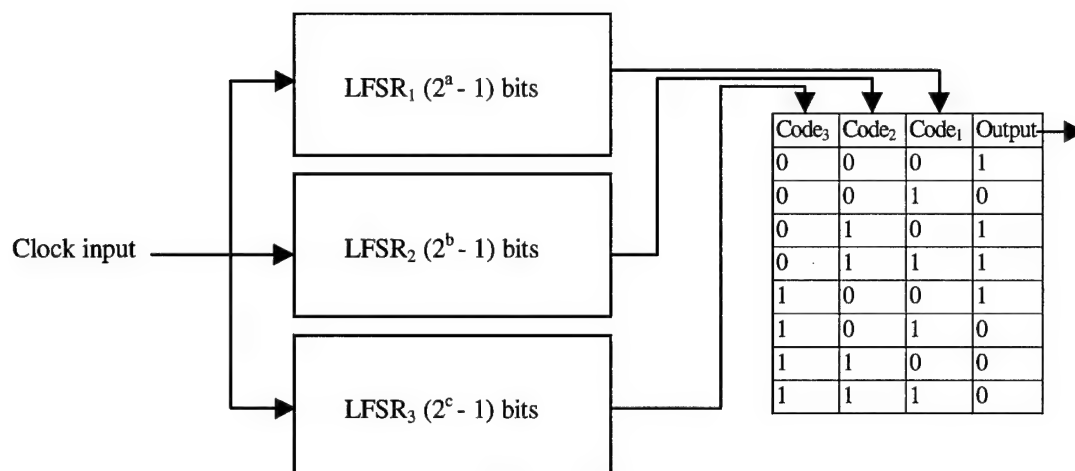 LFSR₁ (2ᵃ - 1) bits
Code₃ Code₂ Code₁ Output
0 0 0 1
0 0 1 0
0 1 0 1
0 1 1 1
1 0 0 1
1 0 1 0
1 1 0 0
1 1 1 0
Clock input
LFSR₂ (2ᵇ - 1) bits
LFSR₃ (2ᶜ - 1) bits